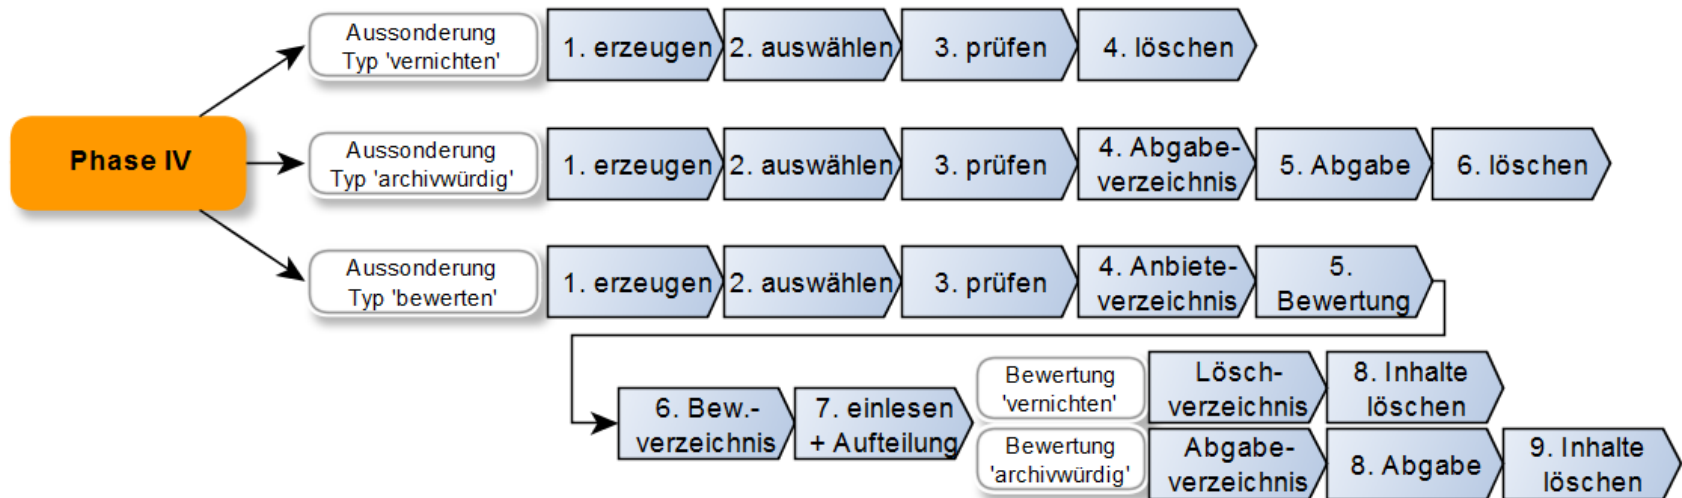 Aussonderung
Typ 'vernichten'
1. erzeugen
2. auswählen
3. prüfen
4. löschen
Phase IV
Aussonderung
Typ 'archivwürdig'
1. erzeugen
2. auswählen
3. prüfen
4. Abgabe-
verzeichnis
5. Abgabe
6. löschen
Aussonderung
Typ 'bewerten'
1. erzeugen
2. auswählen
3. prüfen
4. Anbiete-
verzeichnis
5.
Bewertung
6. Bew.-
verzeichnis
7. einlesen
+ Aufteilung
Bewertung
'vernichten'
Lösch-
verzeichnis
8. Inhalte
löschen
Bewertung
'archivwürdig'
Abgabe-
verzeichnis
8. Abgabe
9. Inhalte
löschen